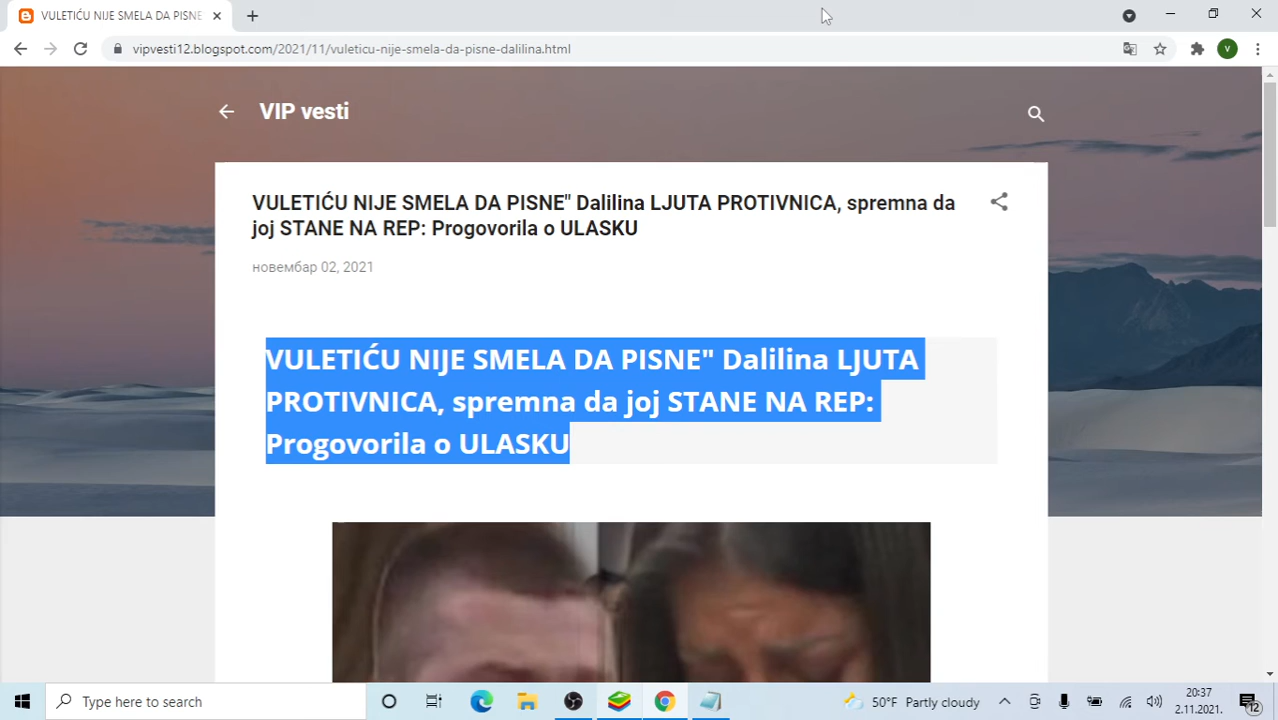 VULETIĆU NIJE SMELA DA PISNE
vipvesti12.blogspot.com/2021/11/vuleticu-nije-smela-da-pisne-dalilina.html
V
VIP vesti
VULETIĆU NIJE SMELA DA PISNE" Dalilina LJUTA PROTIVNICA, spremna da
joj STANE NA REP: Progovorila o ULASKU
новембар 02, 2021
VULETIĆU NIJE SMELA DA PISNE" Dalilina LJUTA
PROTIVNICA, spremna da joj STANE NA REP:
Progovorila o ULASKU
Type here to search
50°F Partly cloudy
20:37
2.11.2021.
12